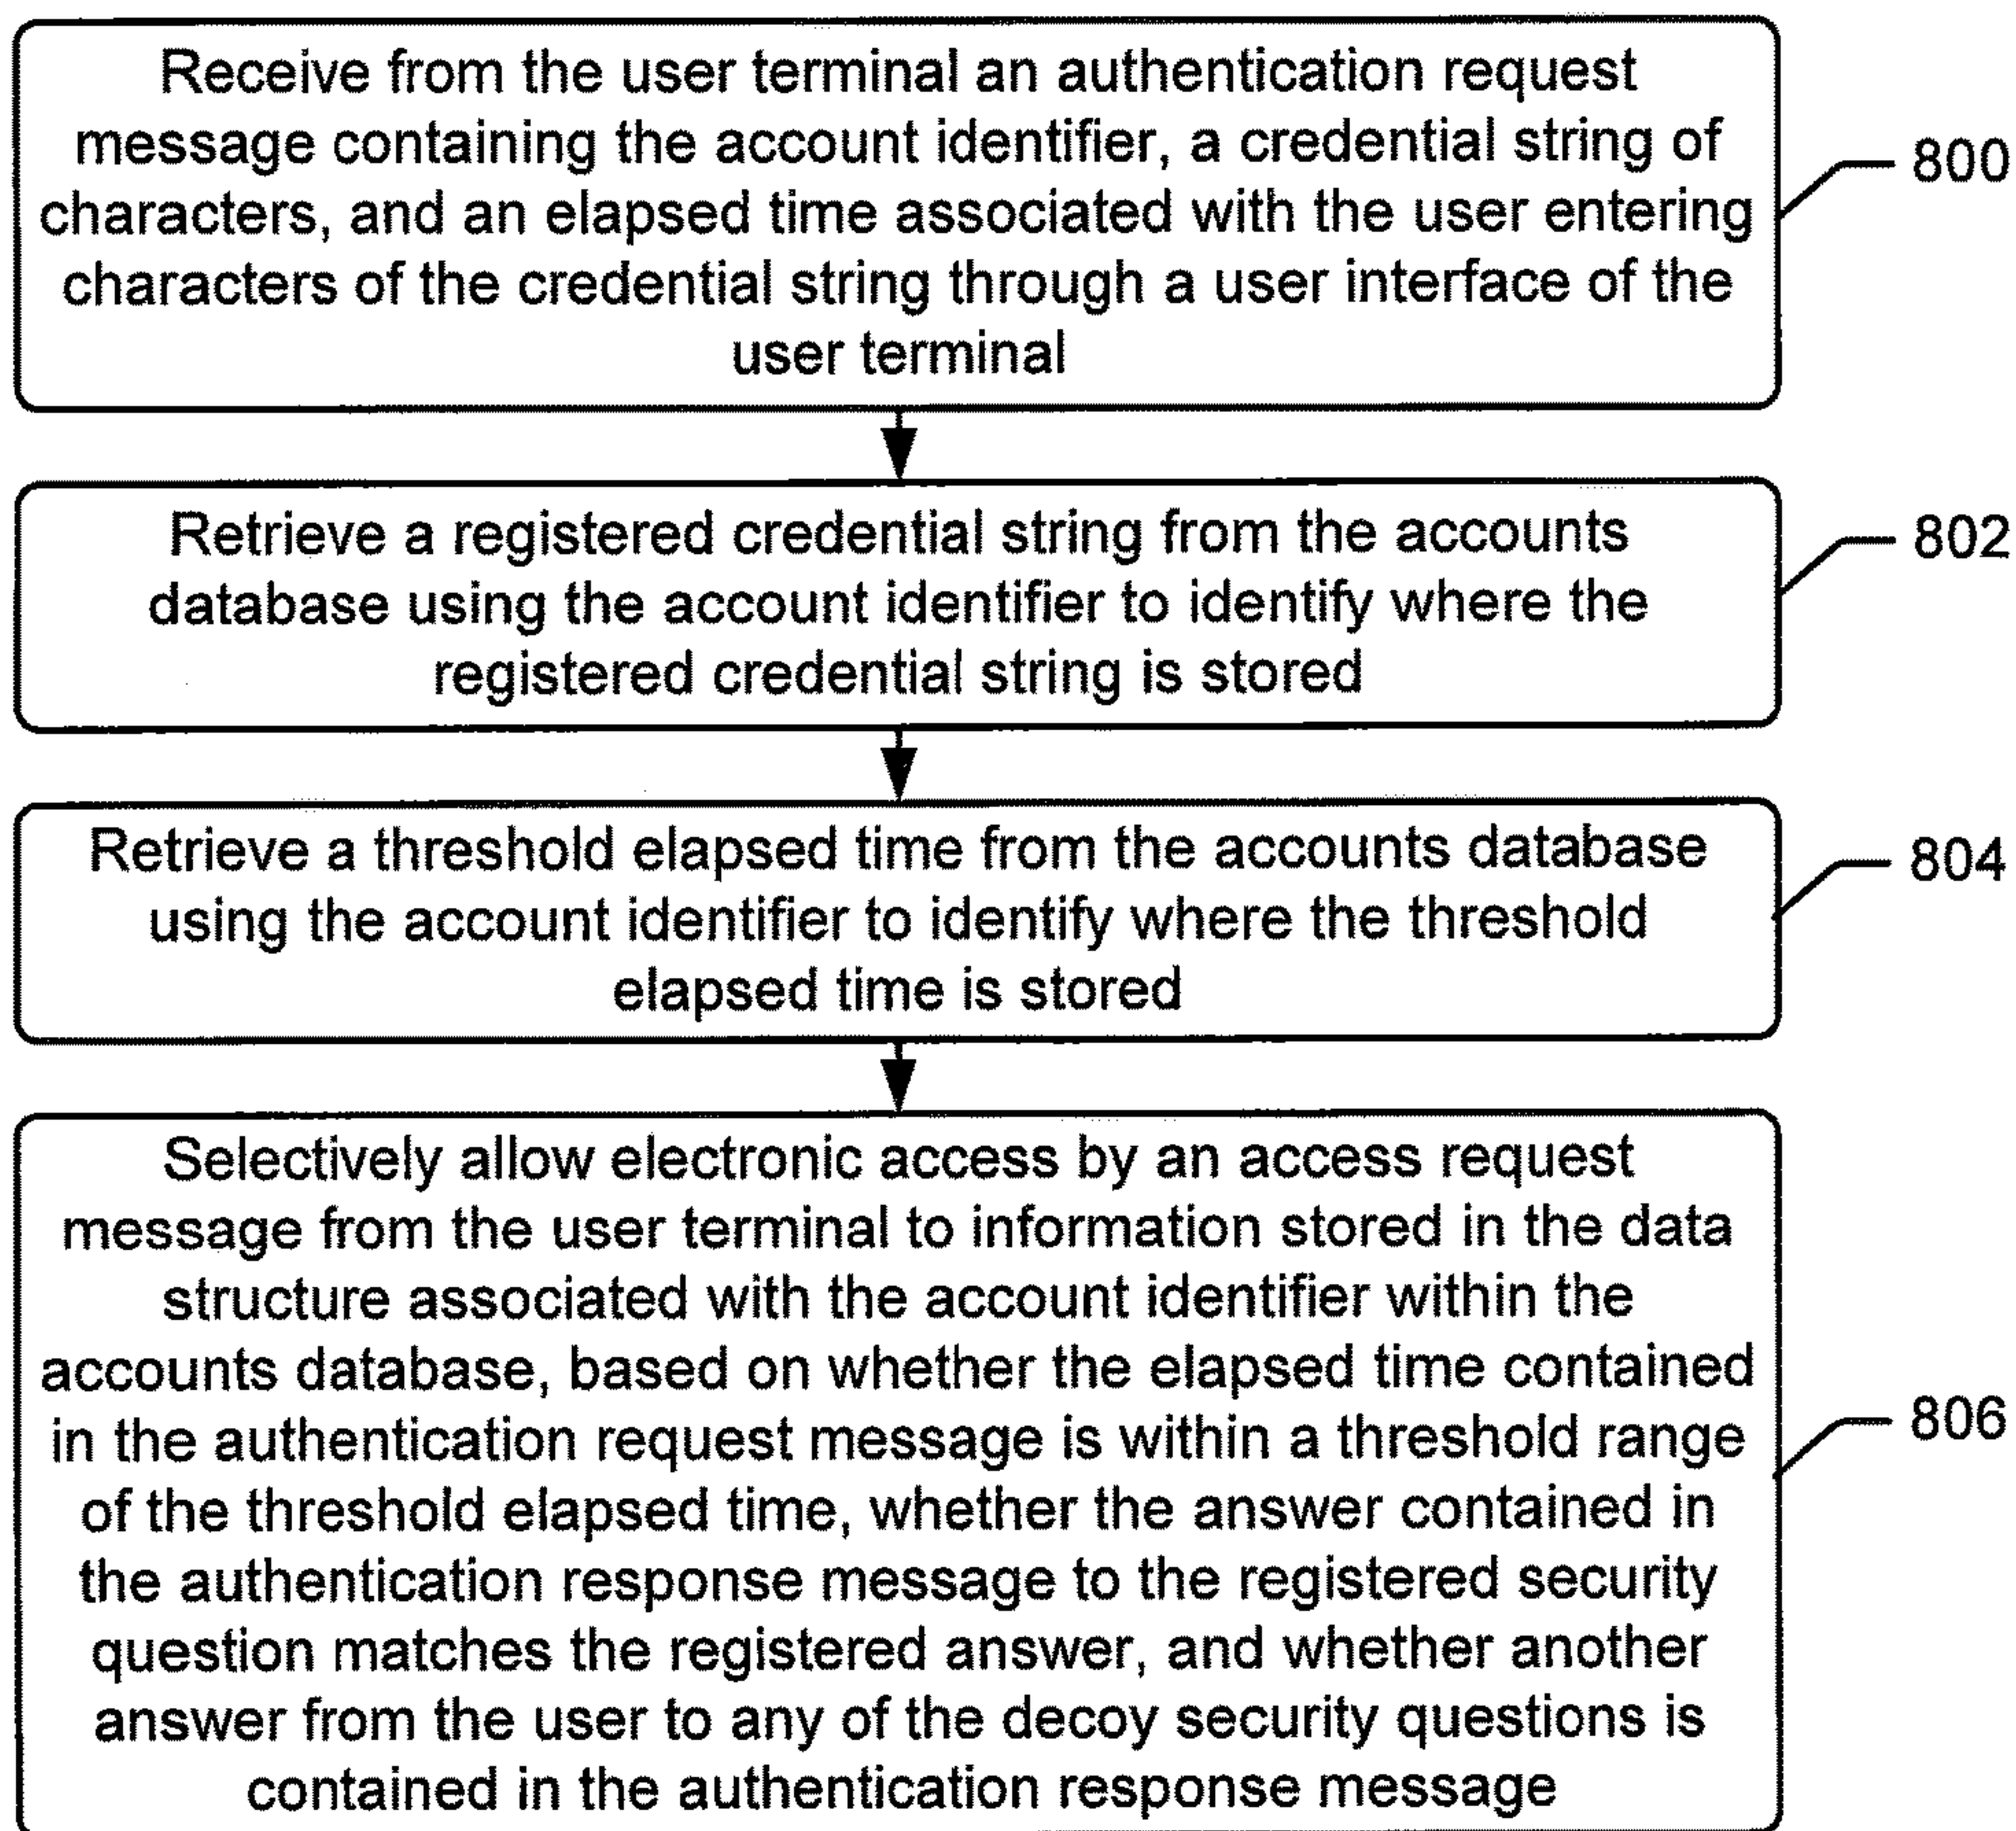 Receive from the user terminal an authentication request
message containing the account identifier, a credential string of
characters, and an elapsed time associated with the user entering
characters of the credential string through a user interface of the
user terminal
800
Retrieve a registered credential string from the accounts
database using the account identifier to identify where the
registered credential string is stored
802
Retrieve a threshold elapsed time from the accounts database
using the account identifier to identify where the threshold
elapsed time is stored
804
Selectively allow electronic access by an access request
message from the user terminal to information stored in the data
structure associated with the account identifier within the
accounts database, based on whether the elapsed time contained
in the authentication request message is within a threshold range
of the threshold elapsed time, whether the answer contained in
the authentication response message to the registered security
question matches the registered answer, and whether another
answer from the user to any of the decoy security questions is
contained in the authentication response message
806